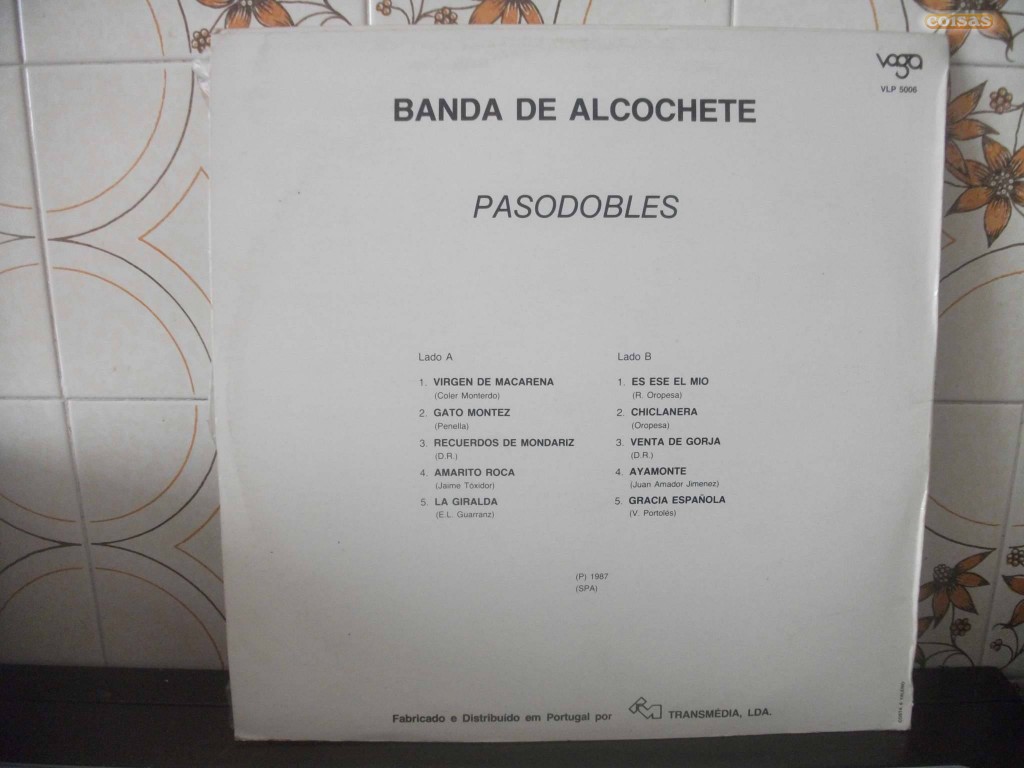 coisas
voga
VLP 5006
BANDA DE ALCOCHETE
PASODOBLES
Lado A
1. VIRGEN DE MACARENA
(Coler Monterdo)
2. GATO MONTEZ
(Penella)
3. RECUERDOS DE MONDARIZ
(D.R.)
4. AMARITO ROCA
(Jaime Töxidor)
5. LA GIRALDA
(E.L. Guarranz)
Lado B
1. ES ESE EL MIO
(R. Oropesa)
2. CHICLANERA
(Oropesa)
3. VENTA DE GORJA
(D.R.)
4. AYAMONTE
(Juan Amador Jimenez)
5. GRACIA ESPAÑOLA
(V. Portolés)
(P) 1987
(SPA)
Fabricado e Distribuído em Portugal por TRANSMÉDIA, LDA.